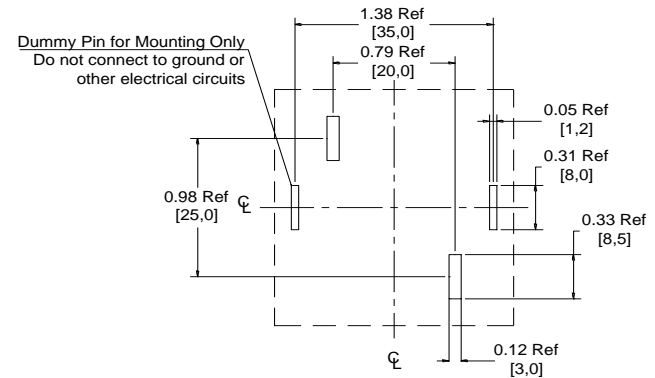 1.38 Ref
[35,0]
Dummy Pin for Mounting Only
Do not connect to ground or
other electrical circuits
0.79 Ref
[20,0]
0.05 Ref
[1,2]
0.31 Ref
[8,0]
0.98 Ref
[25,0]
℄
0.33 Ref
[8,5]
℄
0.12 Ref
[3,0]